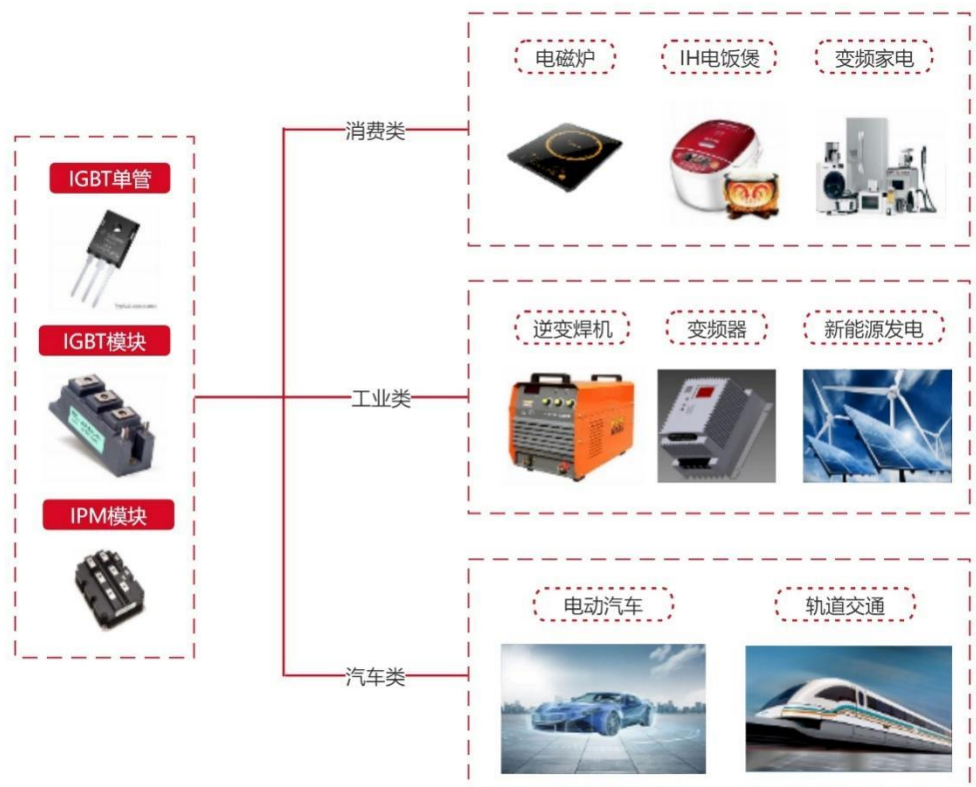 电磁炉
IH电饭煲
变频家电
消费类
IGBT单管
IGBT模块
IPM模块
逆变焊机
变频器
新能源发电
工业类
电动汽车
轨道交通
汽车类